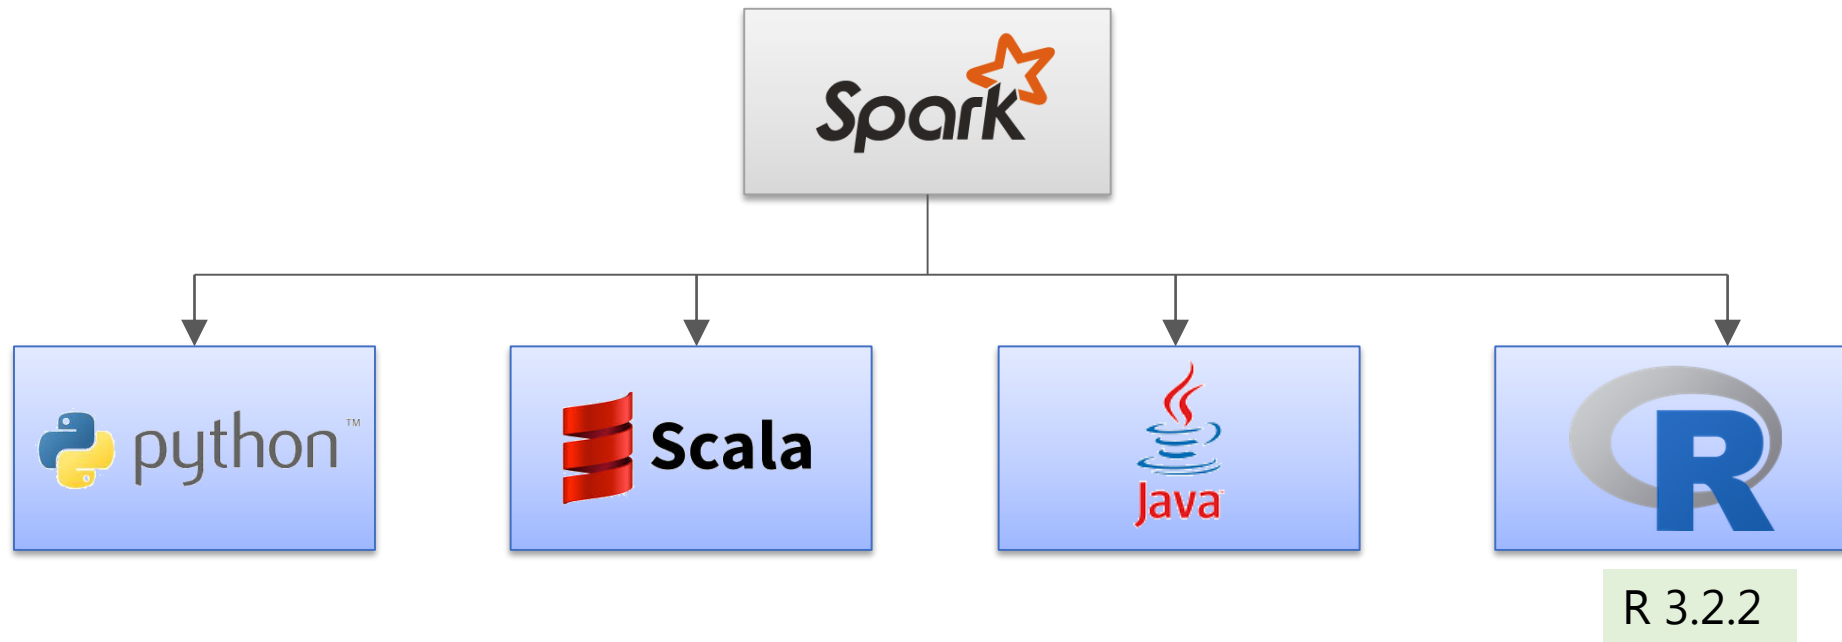 Spark
python™
Scala
Java
R
R 3.2.2